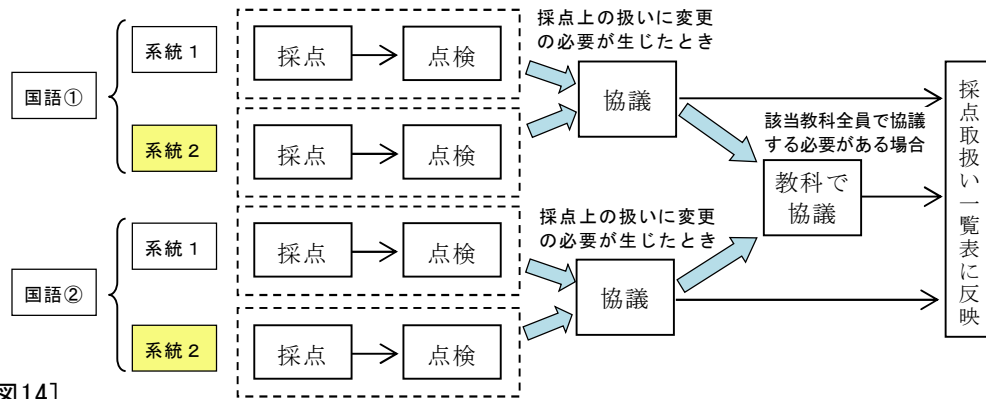 国語①
系統1
採点
点検
系統2
採点
点検
採点上の扱いに変更
の必要が生じたとき
協議
国語②
系統1
採点
点検
系統2
採点
点検
採点上の扱いに変更
の必要が生じたとき
協議
該当教科全員で協議
する必要がある場合
教科で
協議
採点取扱い一覧表に反映
図14]